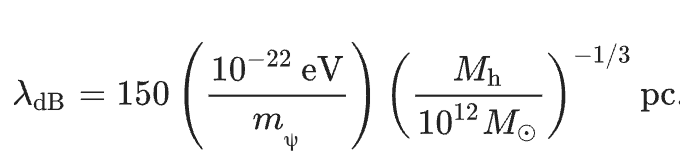 λ_dB = 150 (10^−22 eV / m_ψ) (M_h / 10^12 M_⊙)^−1/3 pc.